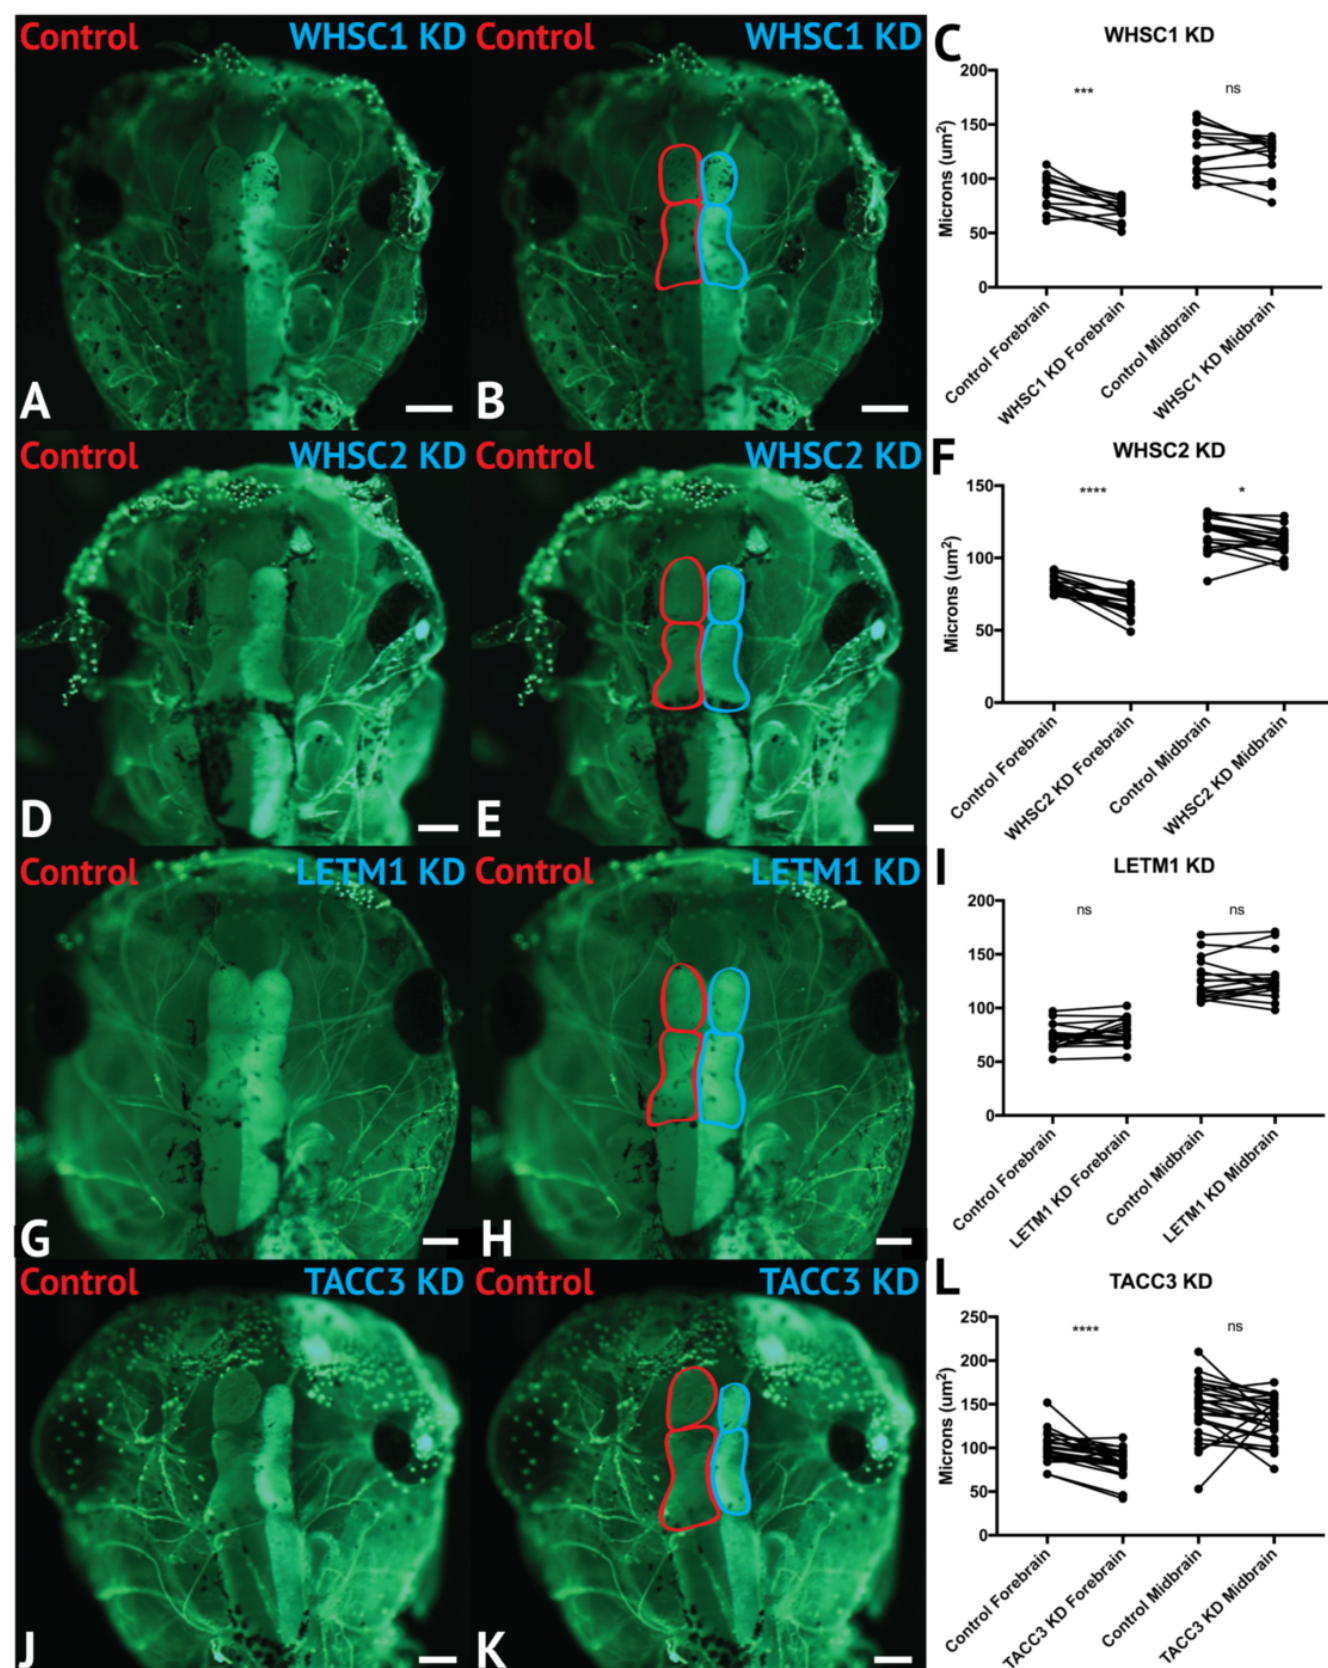 Control WHSC1 KD Control WHSC1 KD
A B
C WHSC1 KD
200
150
100
50
0
Microns (um²)
*** ns
Control Forebrain
WHSC1 KD Forebrain
Control Midbrain
WHSC1 KD Midbrain
Control WHSC2 KD Control WHSC2 KD
D E
F WHSC2 KD
150
100
50
0
Microns (um²)
**** *
Control Forebrain
WHSC2 KD Forebrain
Control Midbrain
WHSC2 KD Midbrain
Control LETM1 KD Control LETM1 KD
G H
I LETM1 KD
200
150
100
50
0
Microns (um²)
ns ns
Control Forebrain
LETM1 KD Forebrain
Control Midbrain
LETM1 KD Midbrain
Control TACC3 KD Control TACC3 KD
J K
L TACC3 KD
250
200
150
100
50
0
Microns (um²)
**** ns
Control Forebrain
TACC3 KD Forebrain
Control Midbrain
TACC3 KD Midbrain